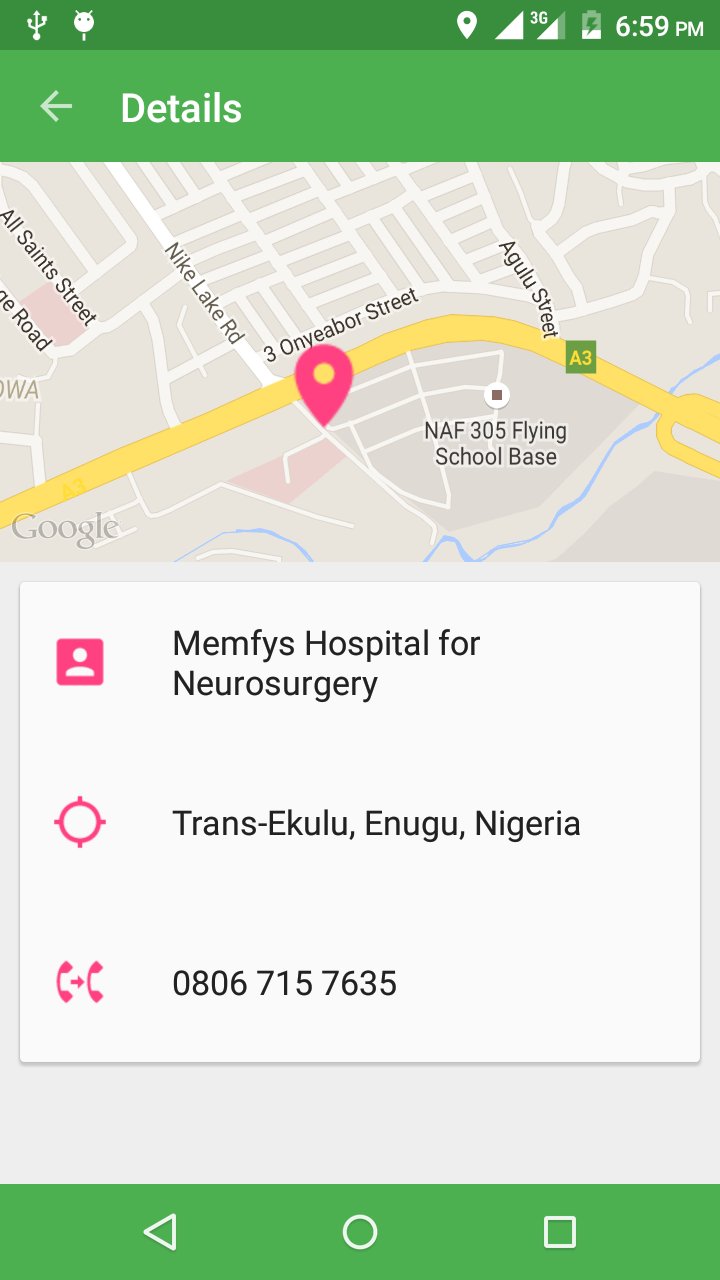 3G
6:59 PM
Details
All Saints Street
ge Road
Nike Lake Rd
3 Onyeabor Street
Agulu Street
A3
OWA
NAF 305 Flying
School Base
A3
Google
Memfys Hospital for
Neurosurgery
Trans-Ekulu, Enugu, Nigeria
0806 715 7635